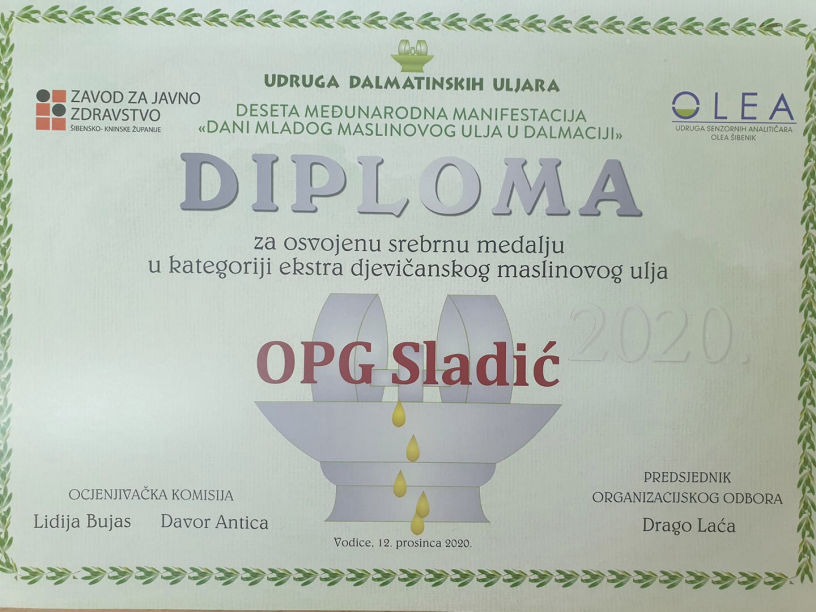 UDRUGA DALMATINSKIH ULJARA
ZAVOD ZA JAVNO
ZDRAVSTVO
ŠIBENSKO- KNINSKE ŽUPANIJE
DESETA MEĐUNARODNA MANIFESTACIJA
«DANI MLADOG MASLINOVOG ULJA U DALMACIJI»
OLEA
UDRUGA SENZORNIH ANALITIČARA
OLEA ŠIBENIK
DIPLOMA
za osvojenu srebrnu medalju
u kategoriji ekstra djevičanskog maslinovog ulja
2020.
OPG Sladić
OCJENJIVAČKA KOMISIJA
Lidija Bujas Davor Antica
PREDSJEDNIK
ORGANIZACIJSKOG ODBORA
Drago Laća
Vodice, 12. prosinca 2020.